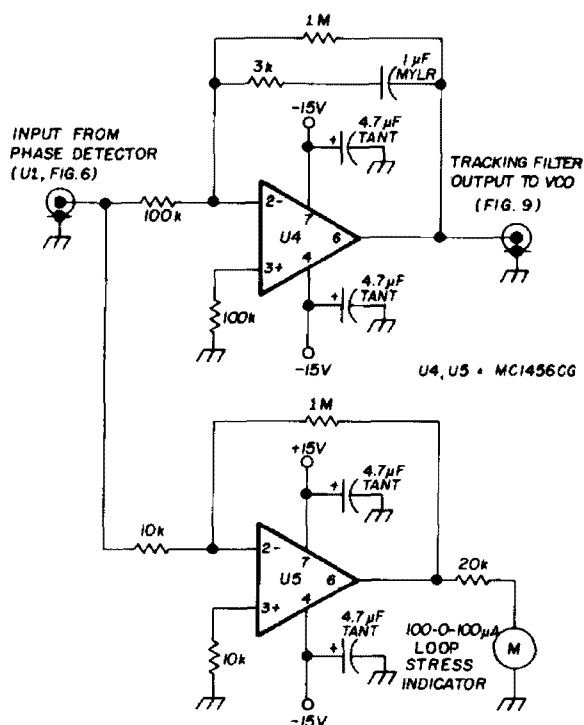 1M
3k
1µF
MYLR
-15V
4.7µF
TANT
+
INPUT FROM
PHASE DETECTOR
(U1, FIG.6)
TRACKING FILTER
OUTPUT TO VCO
(FIG. 9)
100k
2-
7
U4
6
3+
4
100k
4.7µF
TANT
+
-15V
U4, U5 = MC1456CG
1M
+15V
4.7µF
TANT
+
10k
2-
7
U5
6
3+
4
20k
10k
4.7µF
TANT
+
100-0-100µA
LOOP
STRESS
INDICATOR
M
-15V